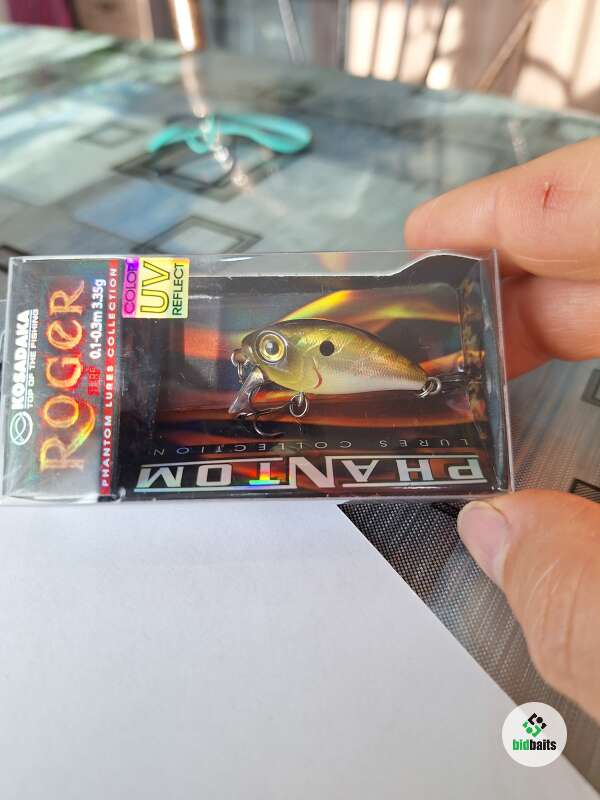 KOSADAKA
TOP OF THE FISHING
ROGER
0.1-0.3m 3.35g
PHANTOM LURES COLLECTION
COLOR
UV
REFLECT
LURES COLLECTION
PHANTOM
bidbaits